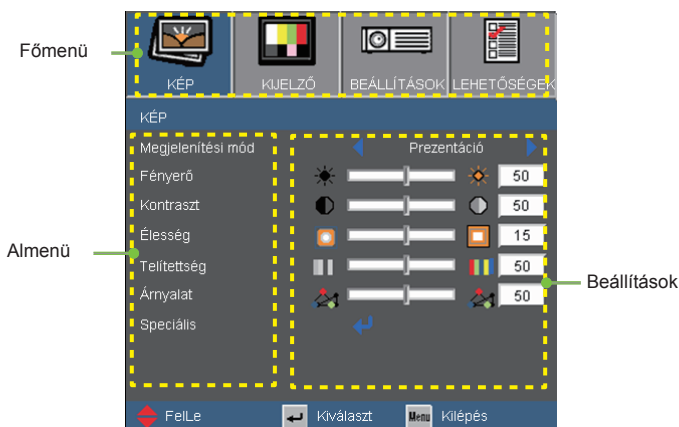 Főmenü
KÉP KIJELZŐ BEÁLLÍTÁSOK LEHETŐSÉGEK
KÉP
Megjelenítési mód Prezentáció
Fényerő 50
Kontraszt 50
Élesség 15
Telítettség 50
Árnyalat 50
Speciális
Almenü
Beállítások
FelLe Kiválaszt Menu Kilépés